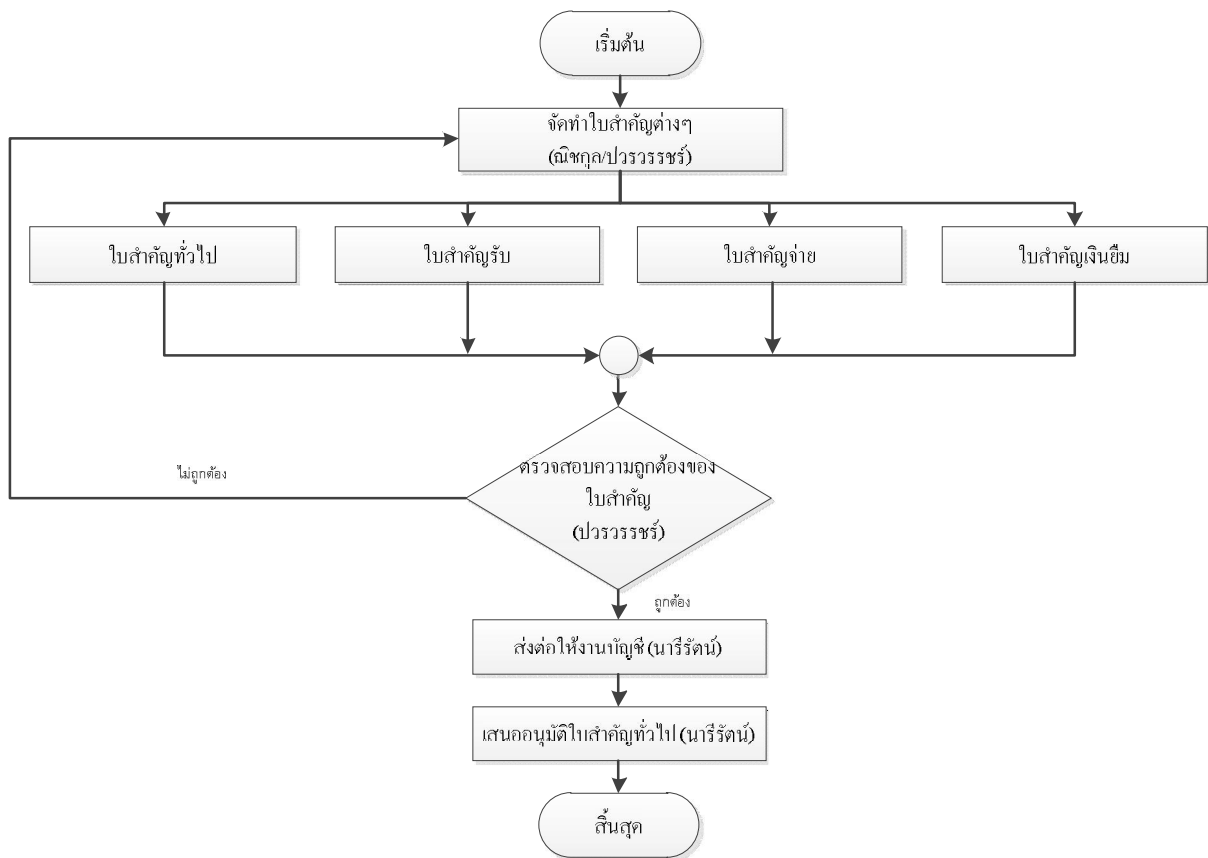 เริ่มต้น
จัดทำใบสำคัญต่างๆ
(ณิชกุล/ปวรวรรชร์)
ใบสำคัญทั่วไป
ใบสำคัญรับ
ใบสำคัญจ่าย
ใบสำคัญเงินยืม
ไม่ถูกต้อง
ตรวจสอบความถูกต้องของ
ใบสำคัญ
(ปวรวรรชร์)
ถูกต้อง
ส่งต่อให้งานบัญชี (นารีรัตน์)
เสนออนุมัติใบสำคัญทั่วไป (นารีรัตน์)
สิ้นสุด